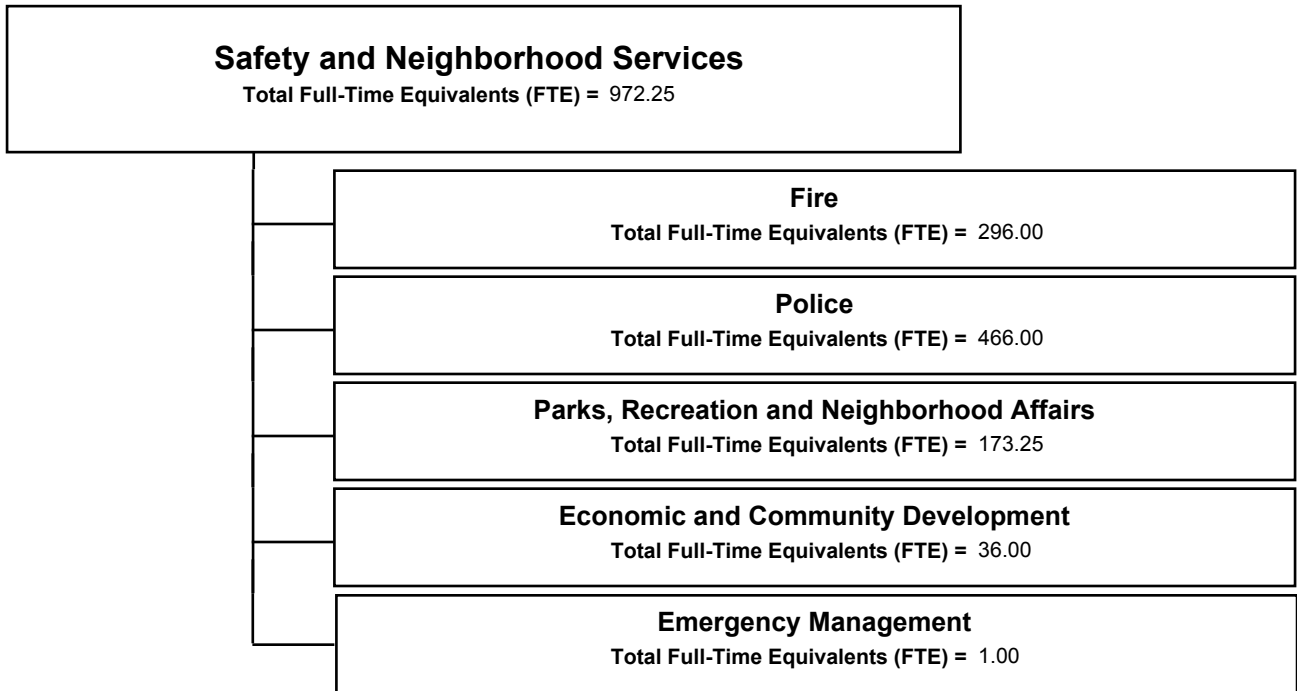 Safety and Neighborhood Services
Total Full-Time Equivalents (FTE) = 972.25
Fire
Total Full-Time Equivalents (FTE) = 296.00
Police
Total Full-Time Equivalents (FTE) = 466.00
Parks, Recreation and Neighborhood Affairs
Total Full-Time Equivalents (FTE) = 173.25
Economic and Community Development
Total Full-Time Equivalents (FTE) = 36.00
Emergency Management
Total Full-Time Equivalents (FTE) = 1.00